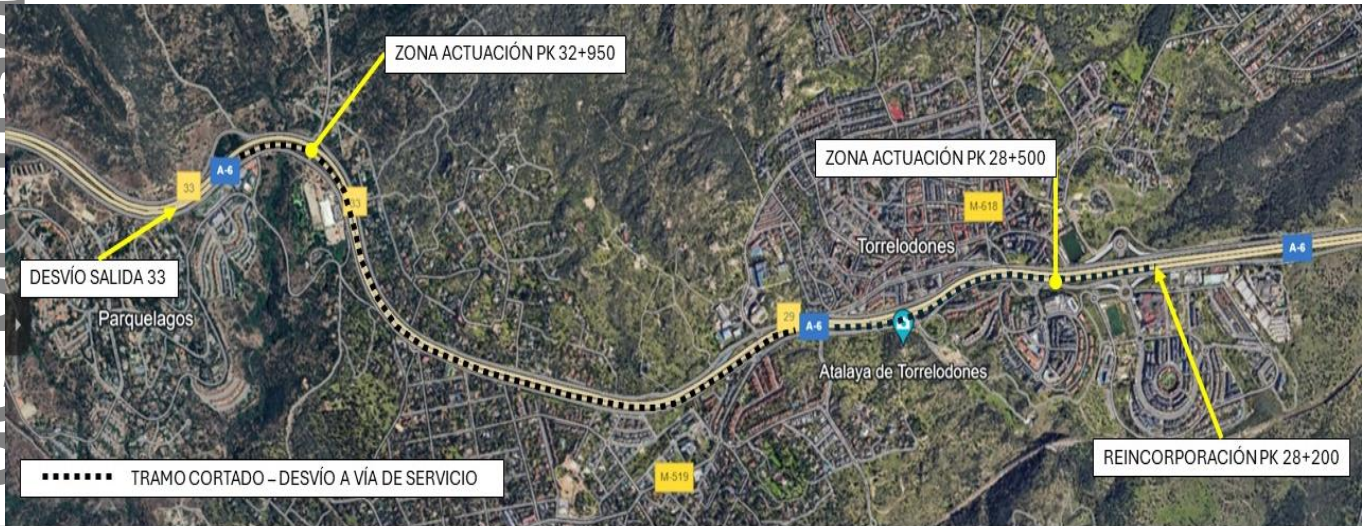 ZONA ACTUACIÓN PK 32+950
ZONA ACTUACIÓN PK 28+500
A-6
33
33
M-618
Torrelodones
A-6
DESVÍO SALIDA 33
Parquelagos
29
A-6
Atalaya de Torrelodones
REINCORPORACIÓN PK 28+200
TRAMO CORTADO – DESVÍO A VÍA DE SERVICIO
M-519